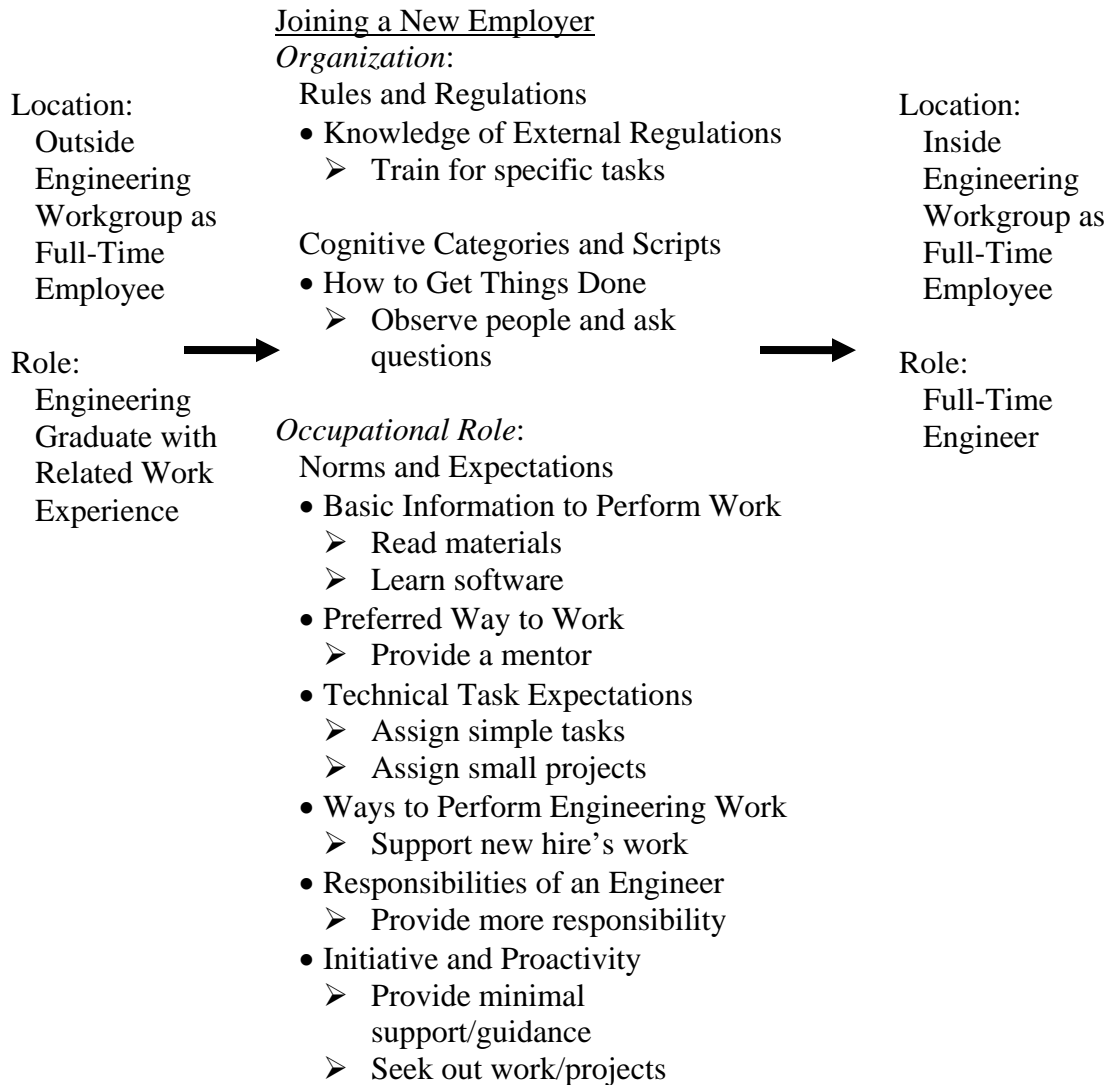 Joining a New Employer
Organization:
Rules and Regulations
• Knowledge of External Regulations
➢ Train for specific tasks
Cognitive Categories and Scripts
• How to Get Things Done
➢ Observe people and ask
questions
Occupational Role:
Norms and Expectations
• Basic Information to Perform Work
➢ Read materials
➢ Learn software
• Preferred Way to Work
➢ Provide a mentor
• Technical Task Expectations
➢ Assign simple tasks
➢ Assign small projects
• Ways to Perform Engineering Work
➢ Support new hire’s work
• Responsibilities of an Engineer
➢ Provide more responsibility
• Initiative and Proactivity
➢ Provide minimal
support/guidance
➢ Seek out work/projects
Location:
Outside
Engineering
Workgroup as
Full-Time
Employee
Role:
Engineering
Graduate with
Related Work
Experience
Location:
Inside
Engineering
Workgroup as
Full-Time
Employee
Role:
Full-Time
Engineer